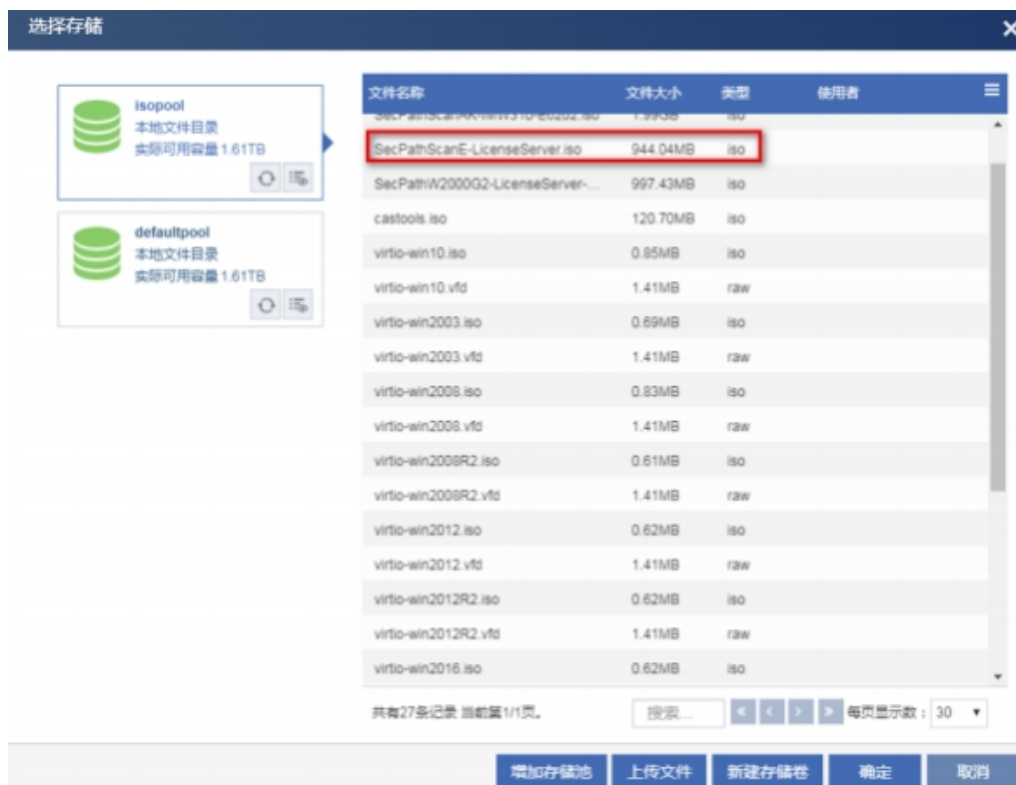 选择存储
isopool
本地文件目录
实际可用容量 1.61TB
defaultpool
本地文件目录
实际可用容量 1.61TB
文件名称 文件大小 类型 使用者
1.99GB iso
SecPathScanE-LicenseServer.iso 944.04MB iso
SecPathW2000G2-LicenseServer-... 997.43MB iso
castools.iso 120.70MB iso
virtio-win10.iso 0.85MB iso
virtio-win10.vfd 1.41MB raw
virtio-win2003.iso 0.69MB iso
virtio-win2003.vfd 1.41MB raw
virtio-win2008.iso 0.83MB iso
virtio-win2008.vfd 1.41MB raw
virtio-win2008R2.iso 0.61MB iso
virtio-win2008R2.vfd 1.41MB raw
virtio-win2012.iso 0.62MB iso
virtio-win2012.vfd 1.41MB raw
virtio-win2012R2.iso 0.62MB iso
virtio-win2012R2.vfd 1.41MB raw
virtio-win2016.iso 0.62MB iso
共有27条记录 当前第1/1页。 搜索... « < > » 每页显示数：30
增加存储池 上传文件 新建存储卷 确定 取消